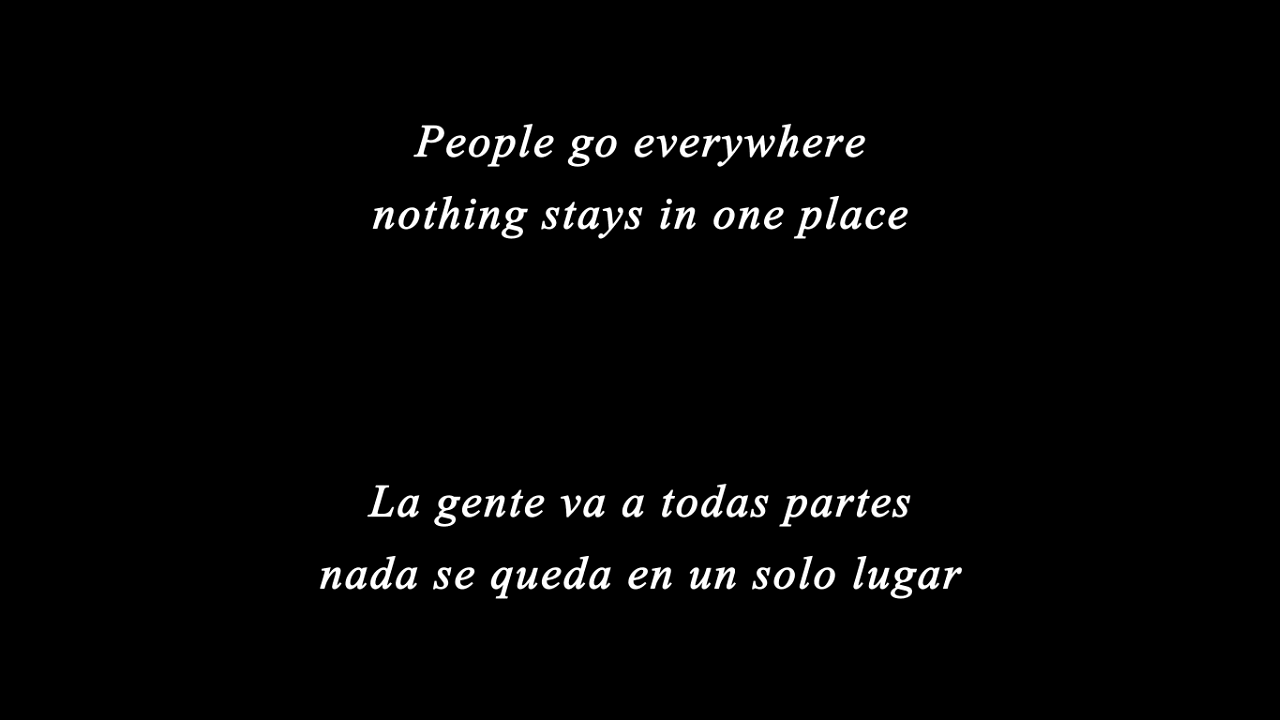 People go everywhere
nothing stays in one place
La gente va a todas partes
nada se queda en un solo lugar